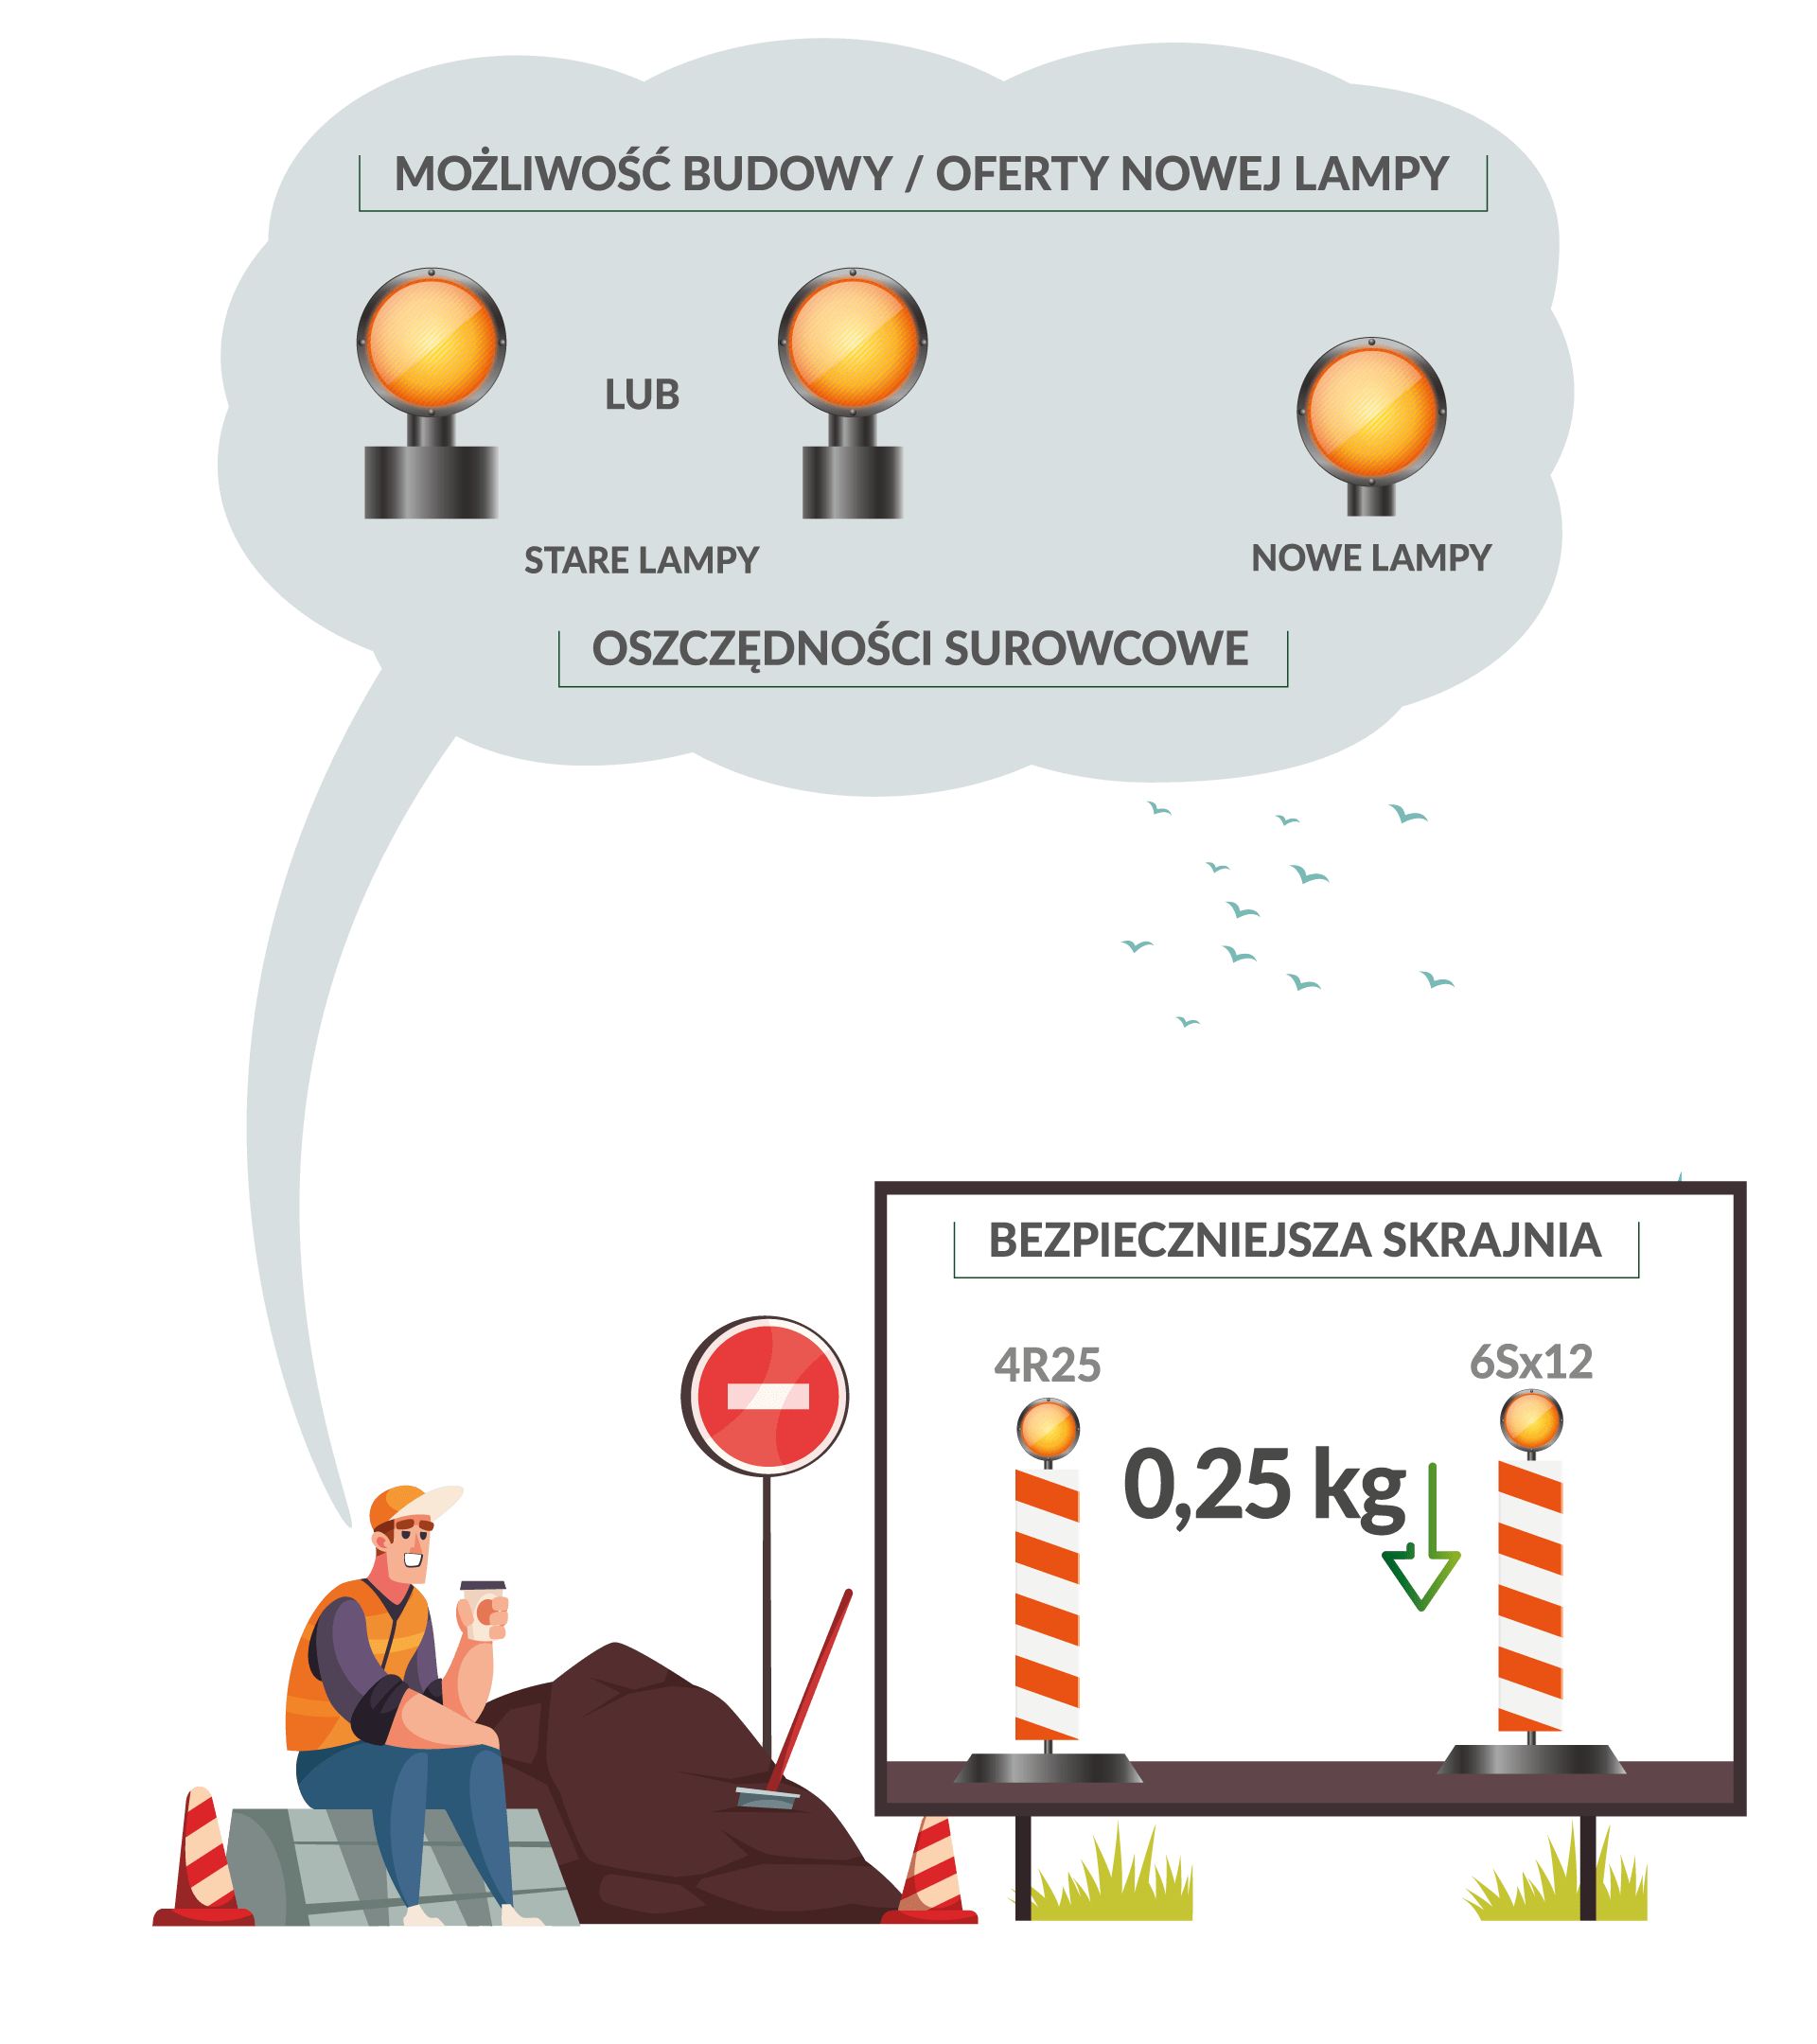 MOŻLIWOŚĆ BUDOWY / OFERTY NOWEJ LAMPY
LUB
STARE LAMPY
NOWE LAMPY
OSZCZĘDNOŚCI SUROWCOWE
BEZPIECZNIEJSZA SKRAJNIA
4R25
6Sx12
0,25 kg